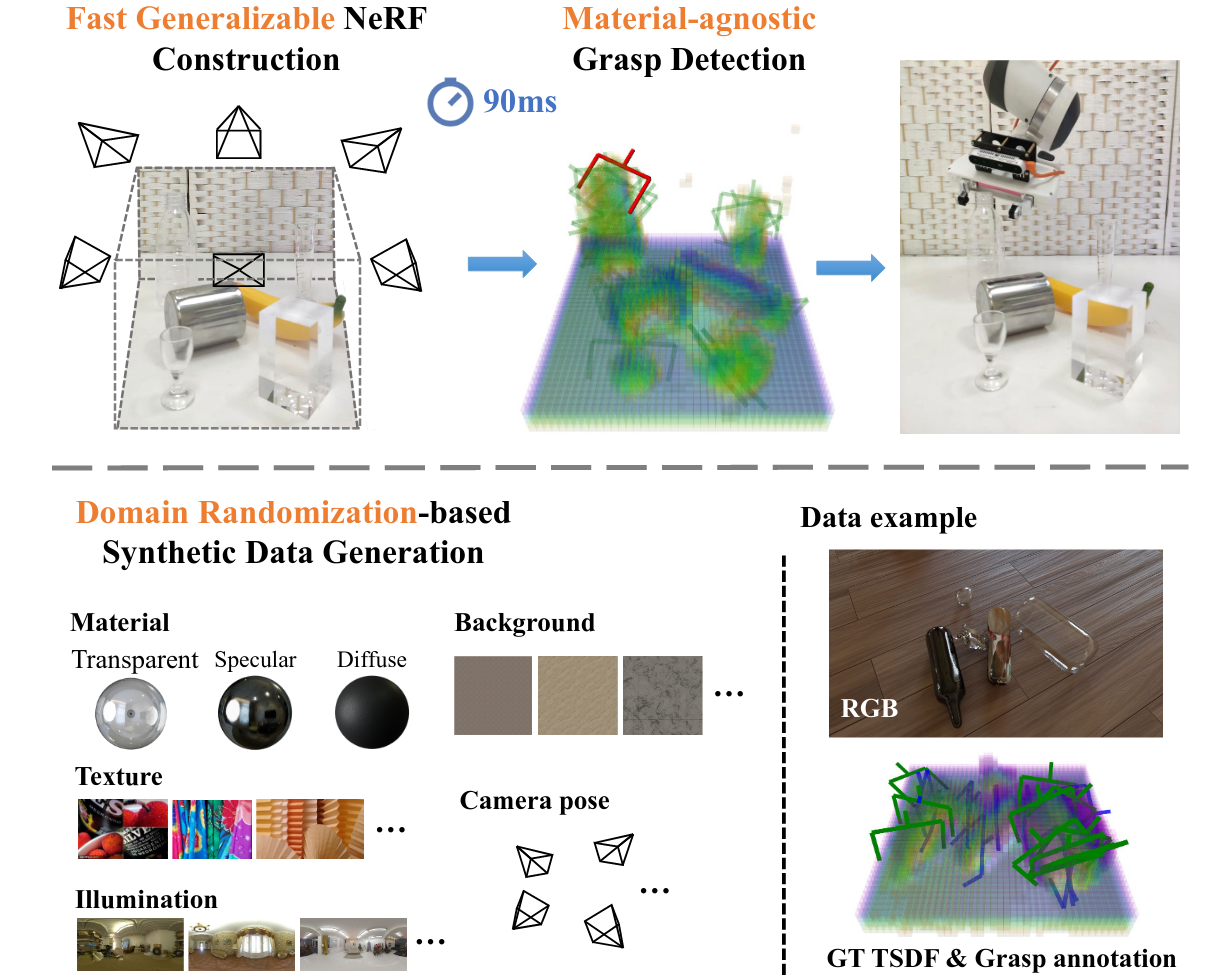 Fast Generalizable NeRF
Construction
Material-agnostic
Grasp Detection
90ms
Domain Randomization-based
Synthetic Data Generation
Material
Transparent Specular Diffuse
Background
...
Texture
...
Camera pose
...
Illumination
...
Data example
RGB
GT TSDF & Grasp annotation